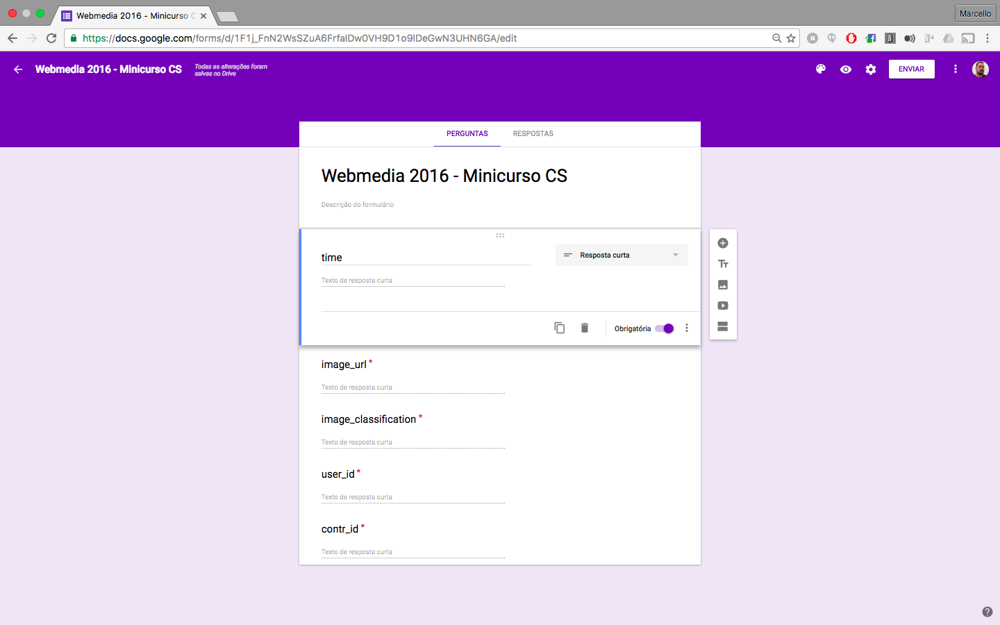 Webmedia 2016 - Minicurso C
Marcello
https://docs.google.com/forms/d/1F1j_FnN2WsSZuA6FrfaIDw0VH9D1o9lDeGwN3UHN6GA/edit
Webmedia 2016 - Minicurso CS
Todas as alterações foram
salvas no Drive
ENVIAR
PERGUNTAS RESPOSTAS
Webmedia 2016 - Minicurso CS
Descrição do formulário
time
Resposta curta
Texto de resposta curta
Obrigatória
image_url *
Texto de resposta curta
image_classification *
Texto de resposta curta
user_id *
Texto de resposta curta
contr_id *
Texto de resposta curta